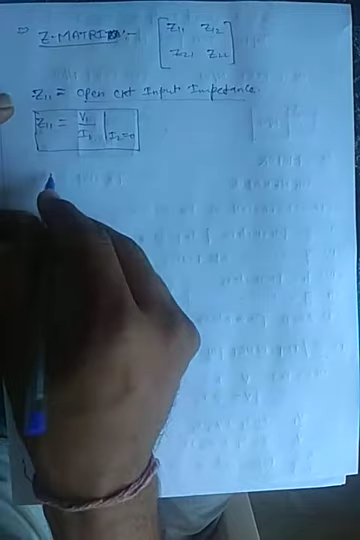 Z-MATRIX:- [Z11 Z12
Z21 Z22]
Z11 = Open ckt Input Impedance.
Z11 = V1/I1 | I2=0